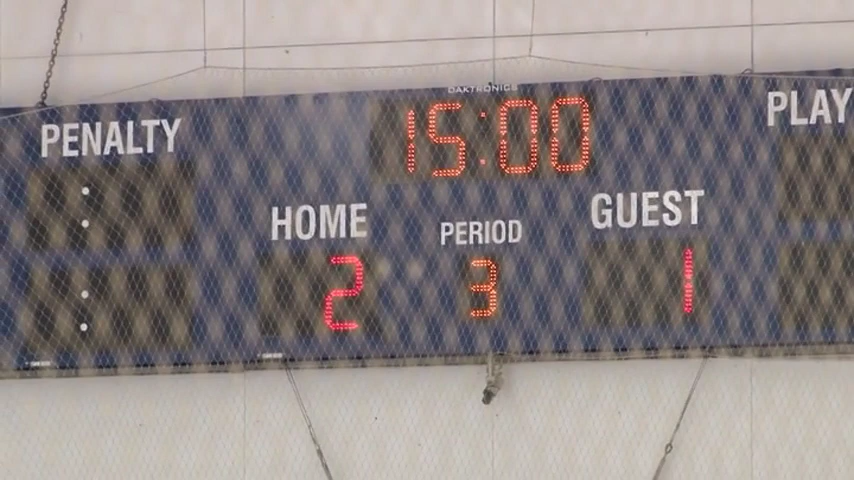 DAKTRONICS
15:00
PENALTY
PLAY
HOME
PERIOD
GUEST
2
3
1